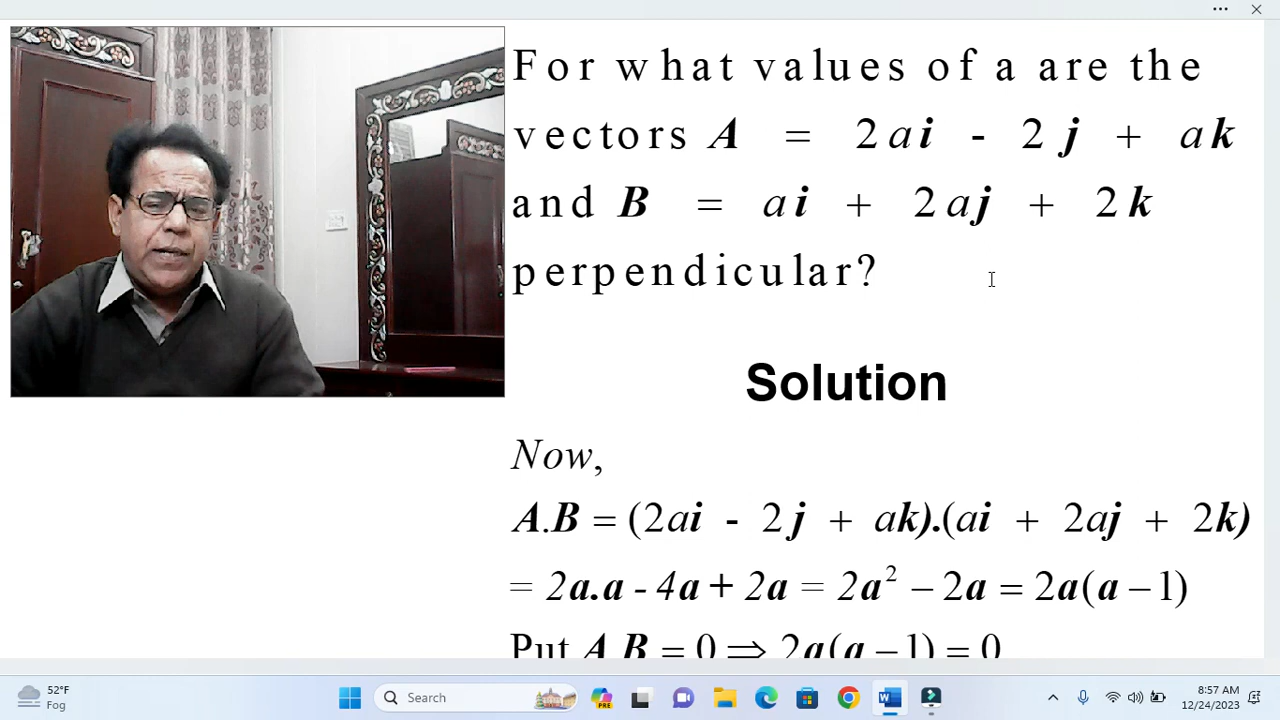 For what values of a are the
vectors A = 2ai - 2j + ak
and B = ai + 2aj + 2k
perpendicular?
Solution
Now,
A.B = (2ai - 2j + ak).(ai + 2aj + 2k)
= 2a.a - 4a + 2a = 2a² − 2a = 2a(a − 1)
Put A.B = 0 ⇒ 2a(a − 1) = 0
52°F
Fog
Search
PRE
8:57 AM
12/24/2023